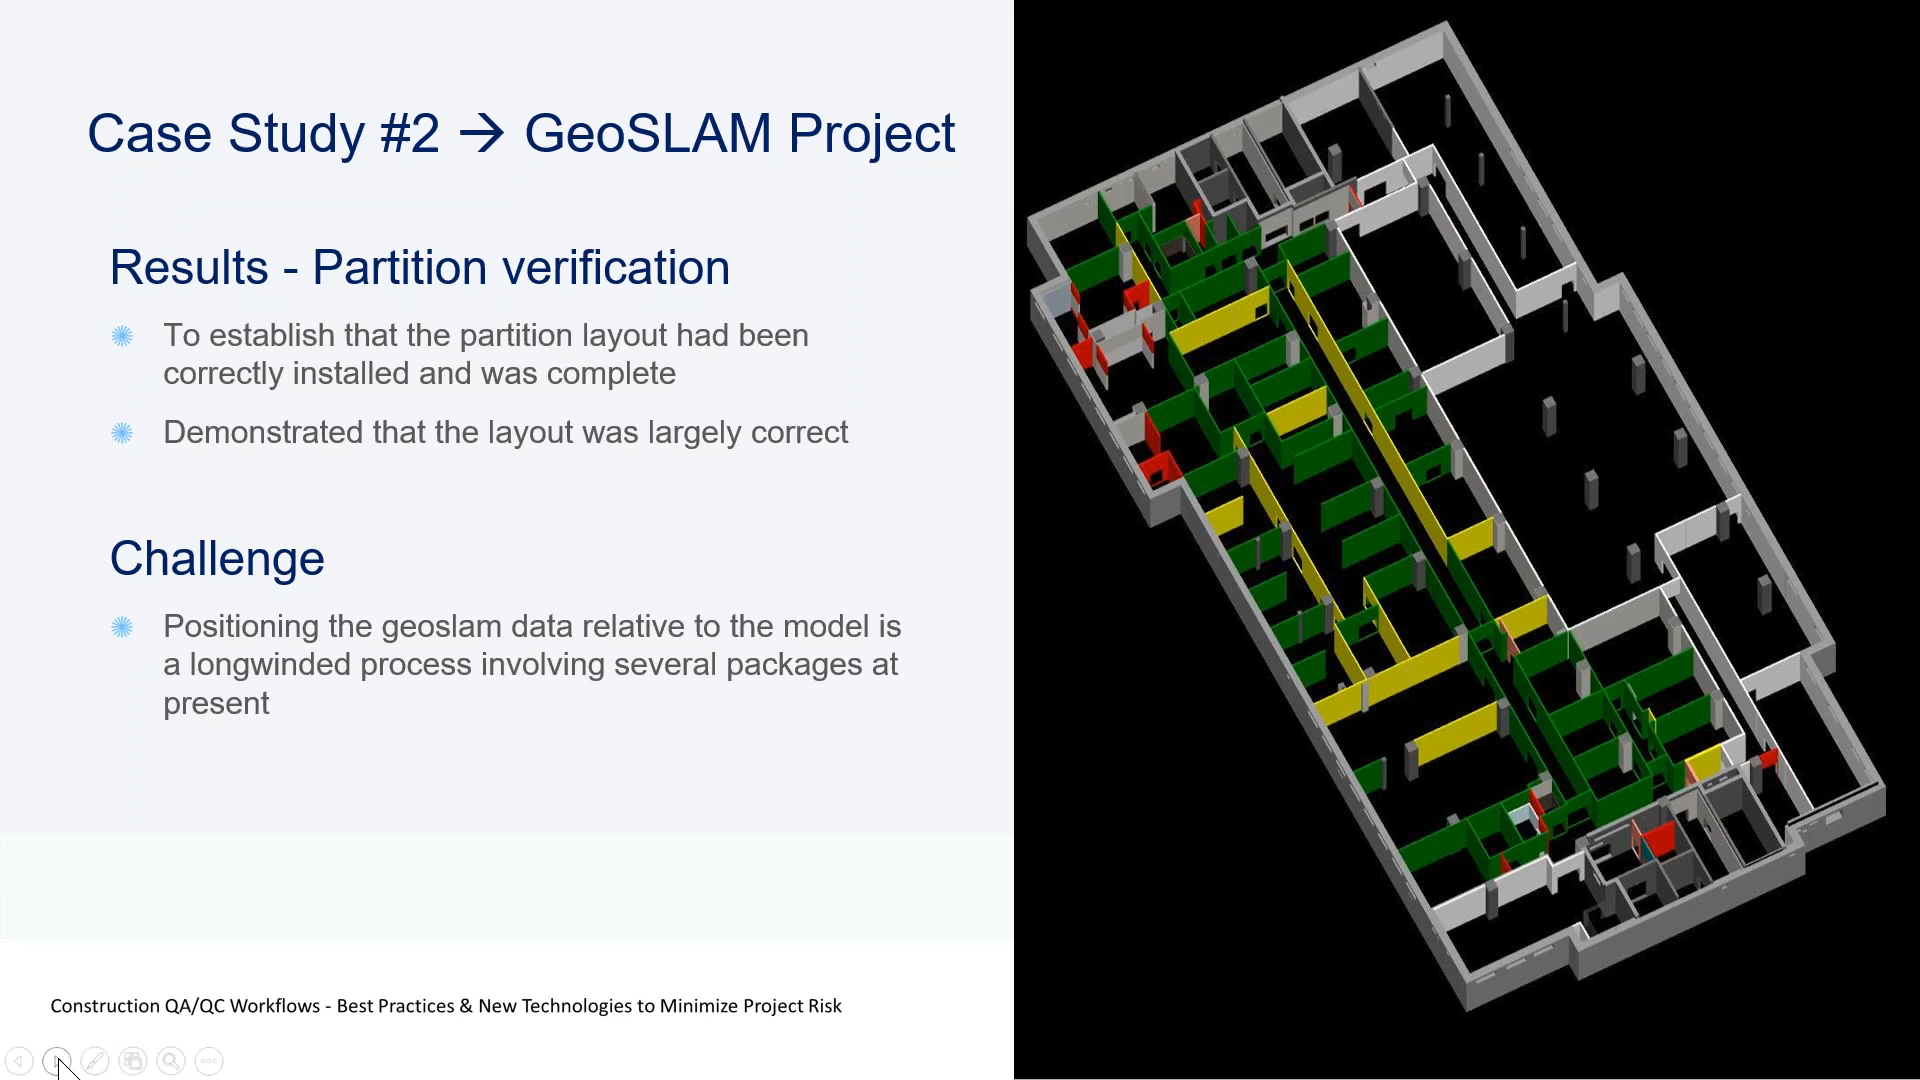 Case Study #2 → GeoSLAM Project
Results - Partition verification
To establish that the partition layout had been
correctly installed and was complete
Demonstrated that the layout was largely correct
Challenge
Positioning the geoslam data relative to the model is
a longwinded process involving several packages at
present
Construction QA/QC Workflows - Best Practices & New Technologies to Minimize Project Risk